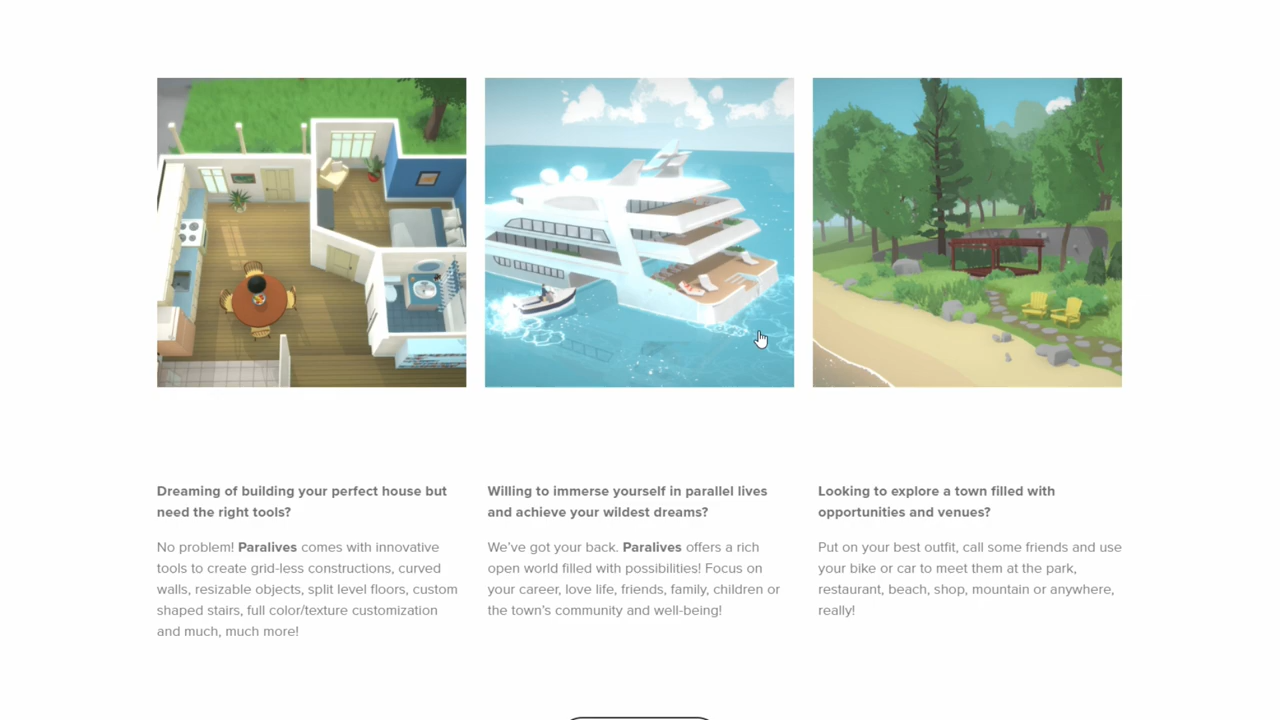 Dreaming of building your perfect house but
need the right tools?
No problem! Paralives comes with innovative
tools to create grid-less constructions, curved
walls, resizable objects, split level floors, custom
shaped stairs, full color/texture customization
and much, much more!
Willing to immerse yourself in parallel lives
and achieve your wildest dreams?
We’ve got your back. Paralives offers a rich
open world filled with possibilities! Focus on
your career, love life, friends, family, children or
the town’s community and well-being!
Looking to explore a town filled with
opportunities and venues?
Put on your best outfit, call some friends and use
your bike or car to meet them at the park,
restaurant, beach, shop, mountain or anywhere,
really!